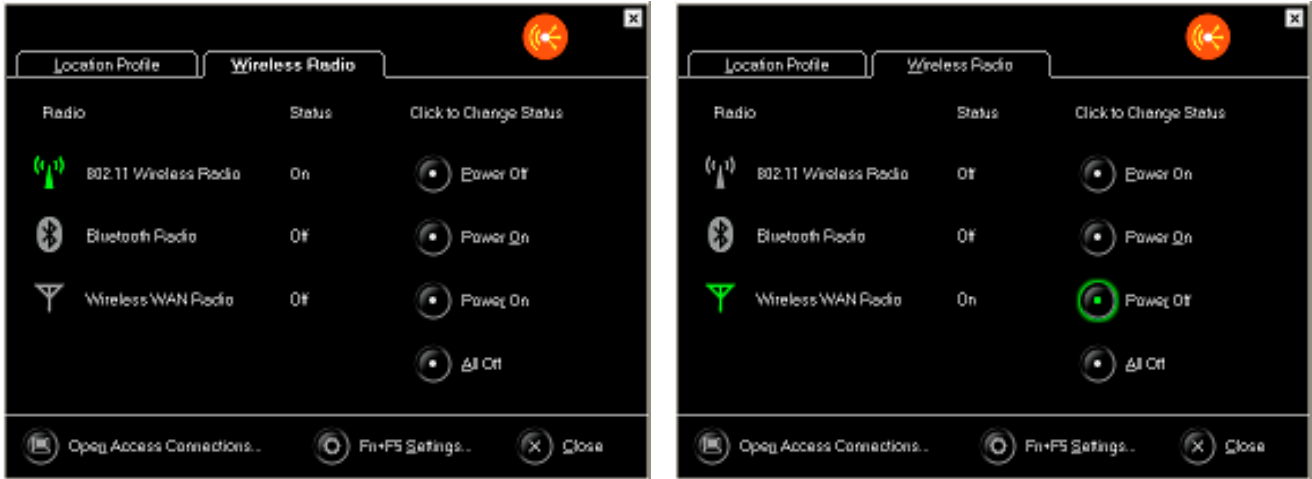 Location Profile Wireless Radio
Radio Status Click to Change Status
802.11 Wireless Radio On Power Off
Bluetooth Radio Off Power On
Wireless WAN Radio Off Power On
All Off
Open Access Connections... Fn+F5 Settings... Close
Location Profile Wireless Radio
Radio Status Click to Change Status
802.11 Wireless Radio Off Power On
Bluetooth Radio Off Power On
Wireless WAN Radio On Power Off
All Off
Open Access Connections... Fn+F5 Settings... Close